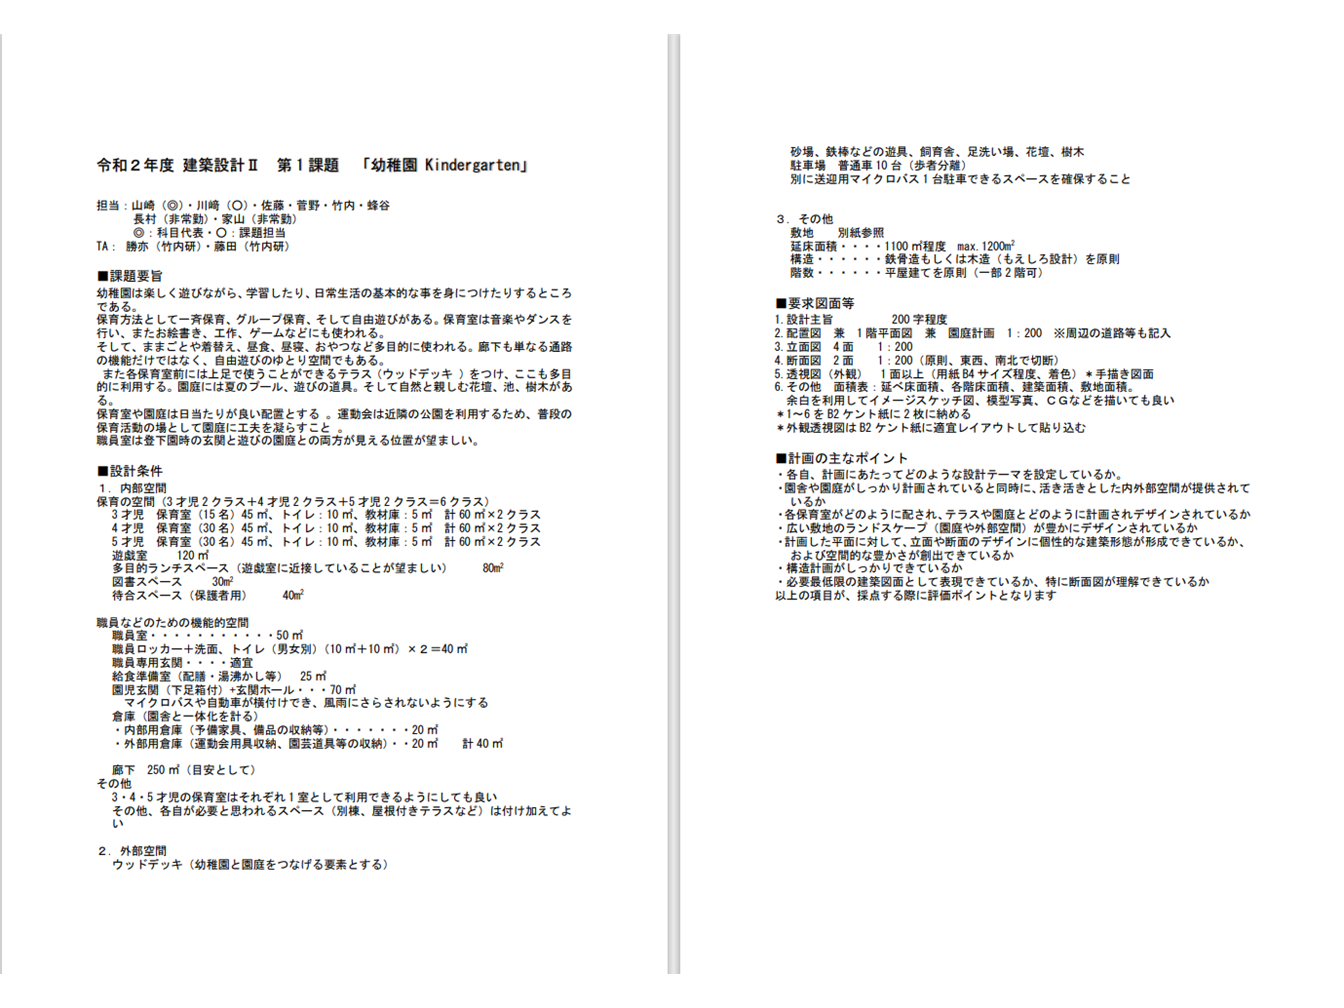 令和２年度 建築設計Ⅱ　第１課題　「幼稚園 Kindergarten」
担当：山崎（◎）・川﨑（〇）・佐藤・菅野・竹内・蜂谷
長村（非常勤）・家山（非常勤）
◎：科目代表・〇：課題担当
TA： 勝亦（竹内研）・藤田（竹内研）
■課題要旨
幼稚園は楽しく遊びながら、学習したり、日常生活の基本的な事を身につけたりするところ
である。
保育方法として一斉保育、グループ保育、そして自由遊びがある。保育室は音楽やダンスを
行い、またお絵書き、工作、ゲームなどにも使われる。
そして、ままごとや着替え、昼食、昼寝、おやつなど多目的に使われる。廊下も単なる通路
の機能だけではなく、自由遊びのゆとり空間でもある。
また各保育室前には上足で使うことができるテラス（ウッドデッキ ）をつけ、ここも多目
的に利用する。園庭には夏のプール、遊びの道具。そして自然と親しむ花壇、池、樹木があ
る。
保育室や園庭は日当たりが良い配置とする 。運動会は近隣の公園を利用するため、普段の
保育活動の場として園庭に工夫を凝らすこと 。
職員室は登下園時の玄関と遊びの園庭との両方が見える位置が望ましい。
■設計条件
１．内部空間
保育の空間（3才児2クラス＋4才児2クラス＋5才児2クラス＝6クラス）
3才児　保育室（15名）45㎡、トイレ：10㎡、教材庫：5㎡　計60㎡×2クラス
4才児　保育室（30名）45㎡、トイレ：10㎡、教材庫：5㎡　計60㎡×2クラス
5才児　保育室（30名）45㎡、トイレ：10㎡、教材庫：5㎡　計60㎡×2クラス
遊戯室　　120㎡
多目的ランチスペース（遊戯室に近接していることが望ましい）　　80m²
図書スペース　　30m²
待合スペース（保護者用）　　40m²
職員などのための機能的空間
職員室・・・・・・・・・・・50㎡
職員ロッカー＋洗面、トイレ（男女別）（10㎡＋10㎡）×２＝40㎡
職員専用玄関・・・・適宜
給食準備室（配膳・湯沸かし等）　25㎡
園児玄関（下足箱付）+玄関ホール・・・70㎡
マイクロバスや自動車が横付けでき、風雨にさらされないようにする
倉庫（園舎と一体化を計る）
・内部用倉庫（予備家具、備品の収納等）・・・・・・・20㎡
・外部用倉庫（運動会用具収納、園芸道具等の収納）・・20㎡　　計40㎡
廊下　250㎡（目安として）
その他
3・4・5才児の保育室はそれぞれ1室として利用できるようにしても良い
その他、各自が必要と思われるスペース（別棟、屋根付きテラスなど）は付け加えてよ
い
２．外部空間
ウッドデッキ（幼稚園と園庭をつなげる要素とする）
砂場、鉄棒などの遊具、飼育舎、足洗い場、花壇、樹木
駐車場　普通車10台（歩者分離）
別に送迎用マイクロバス1台駐車できるスペースを確保すること
３．その他
敷地　　別紙参照
延床面積・・・・1100㎡程度　max.1200m²
構造・・・・・・鉄骨造もしくは木造（もえしろ設計）を原則
階数・・・・・・平屋建てを原則（一部2階可）
■要求図面等
1.設計主旨　　　　　200字程度
2.配置図　兼　1階平面図　兼　園庭計画　1：200　※周辺の道路等も記入
3.立面図　4面　　1：200
4.断面図　2面　　1：200（原則、東西、南北で切断）
5.透視図（外観）　1面以上（用紙B4サイズ程度、着色）＊手描き図面
6.その他　面積表：延べ床面積、各階床面積、建築面積、敷地面積。
余白を利用してイメージスケッチ図、模型写真、ＣＧなどを描いても良い
＊1～6をB2ケント紙に2枚に納める
＊外観透視図はB2ケント紙に適宜レイアウトして貼り込む
■計画の主なポイント
・各自、計画にあたってどのような設計テーマを設定しているか。
・園舎や園庭がしっかり計画されていると同時に、活き活きとした内外部空間が提供されて
いるか
・各保育室がどのように配され、テラスや園庭とどのように計画されデザインされているか
・広い敷地のランドスケープ（園庭や外部空間）が豊かにデザインされているか
・計画した平面に対して、立面や断面のデザインに個性的な建築形態が形成できているか、
および空間的な豊かさが創出できているか
・構造計画がしっかりできているか
・必要最低限の建築図面として表現できているか、特に断面図が理解できているか
以上の項目が、採点する際に評価ポイントとなります